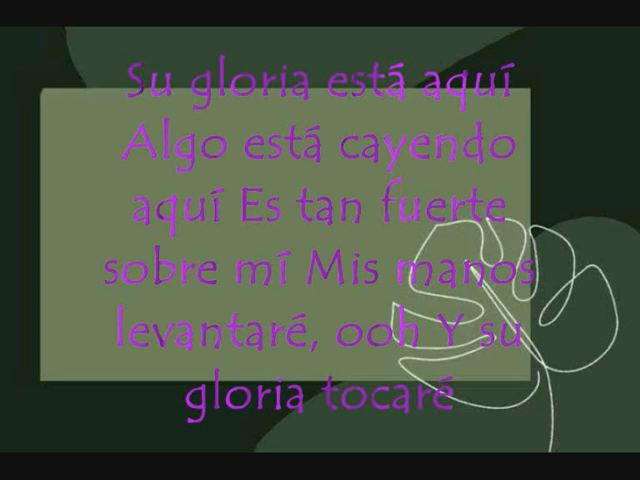 Su gloria está aquí
Algo está cayendo
aquí Es tan fuerte
sobre mí Mis manos
levantaré, ooh Y su
gloria tocaré